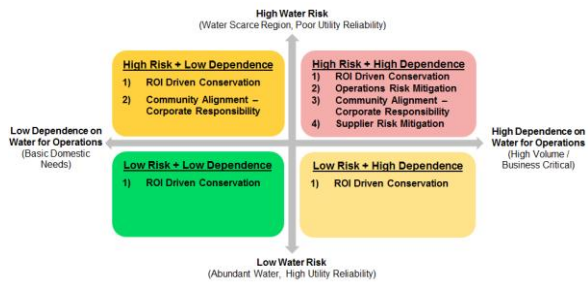 High Water Risk
(Water Scarce Region, Poor Utility Reliability)
High Risk + Low Dependence
1) ROI Driven Conservation
2) Community Alignment –
Corporate Responsibility
High Risk + High Dependence
1) ROI Driven Conservation
2) Operations Risk Mitigation
3) Community Alignment –
Corporate Responsibility
4) Supplier Risk Mitigation
Low Dependence on
Water for Operations
(Basic Domestic
Needs)
High Dependence on
Water for Operations
(High Volume /
Business Critical)
Low Risk + Low Dependence
1) ROI Driven Conservation
Low Risk + High Dependence
1) ROI Driven Conservation
Low Water Risk
(Abundant Water, High Utility Reliability)